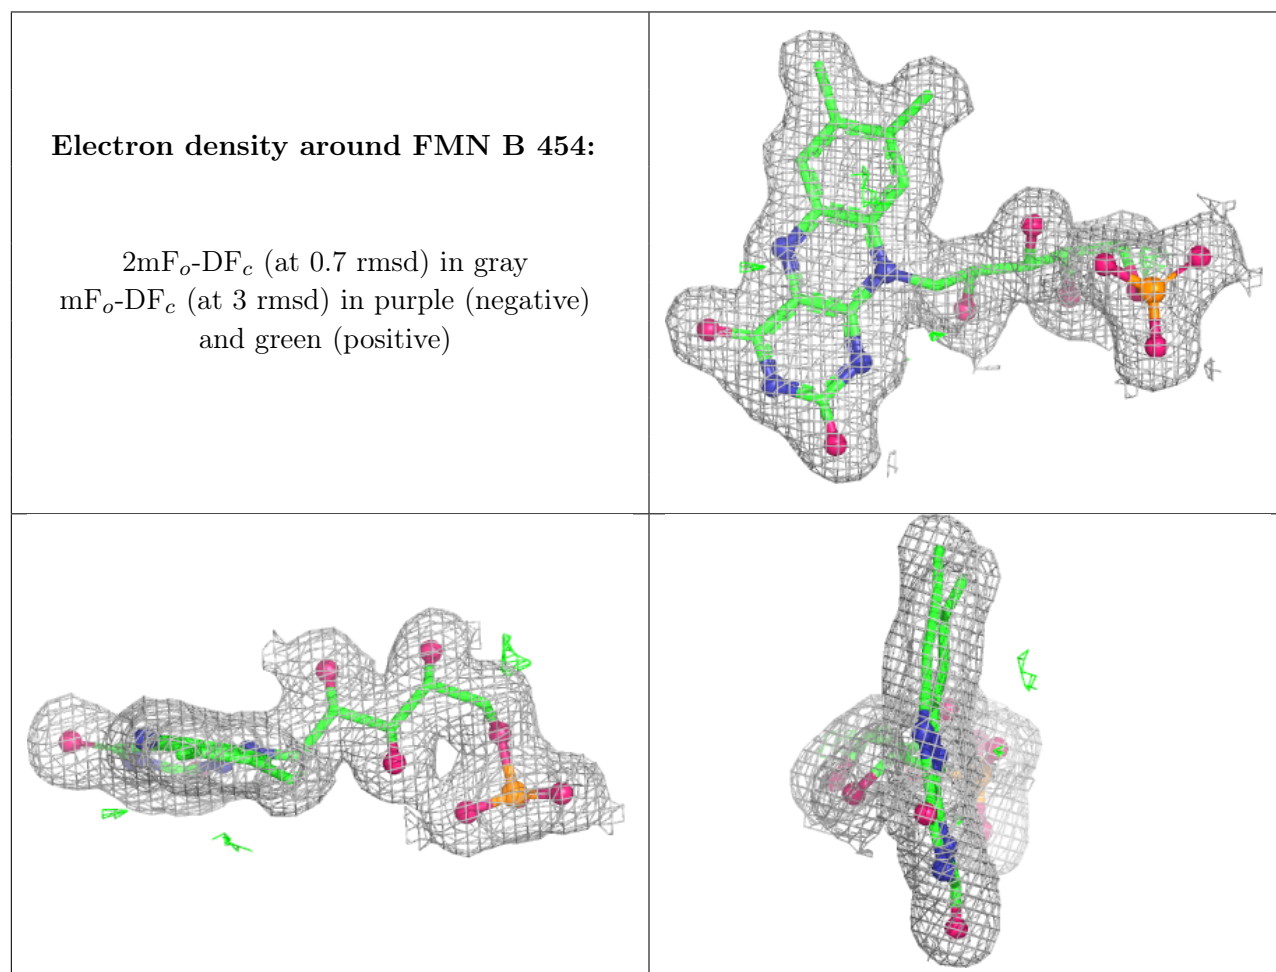 Electron density around FMN B 454:
2mFo-DFc (at 0.7 rmsd) in gray
mFo-DFc (at 3 rmsd) in purple (negative)
and green (positive)